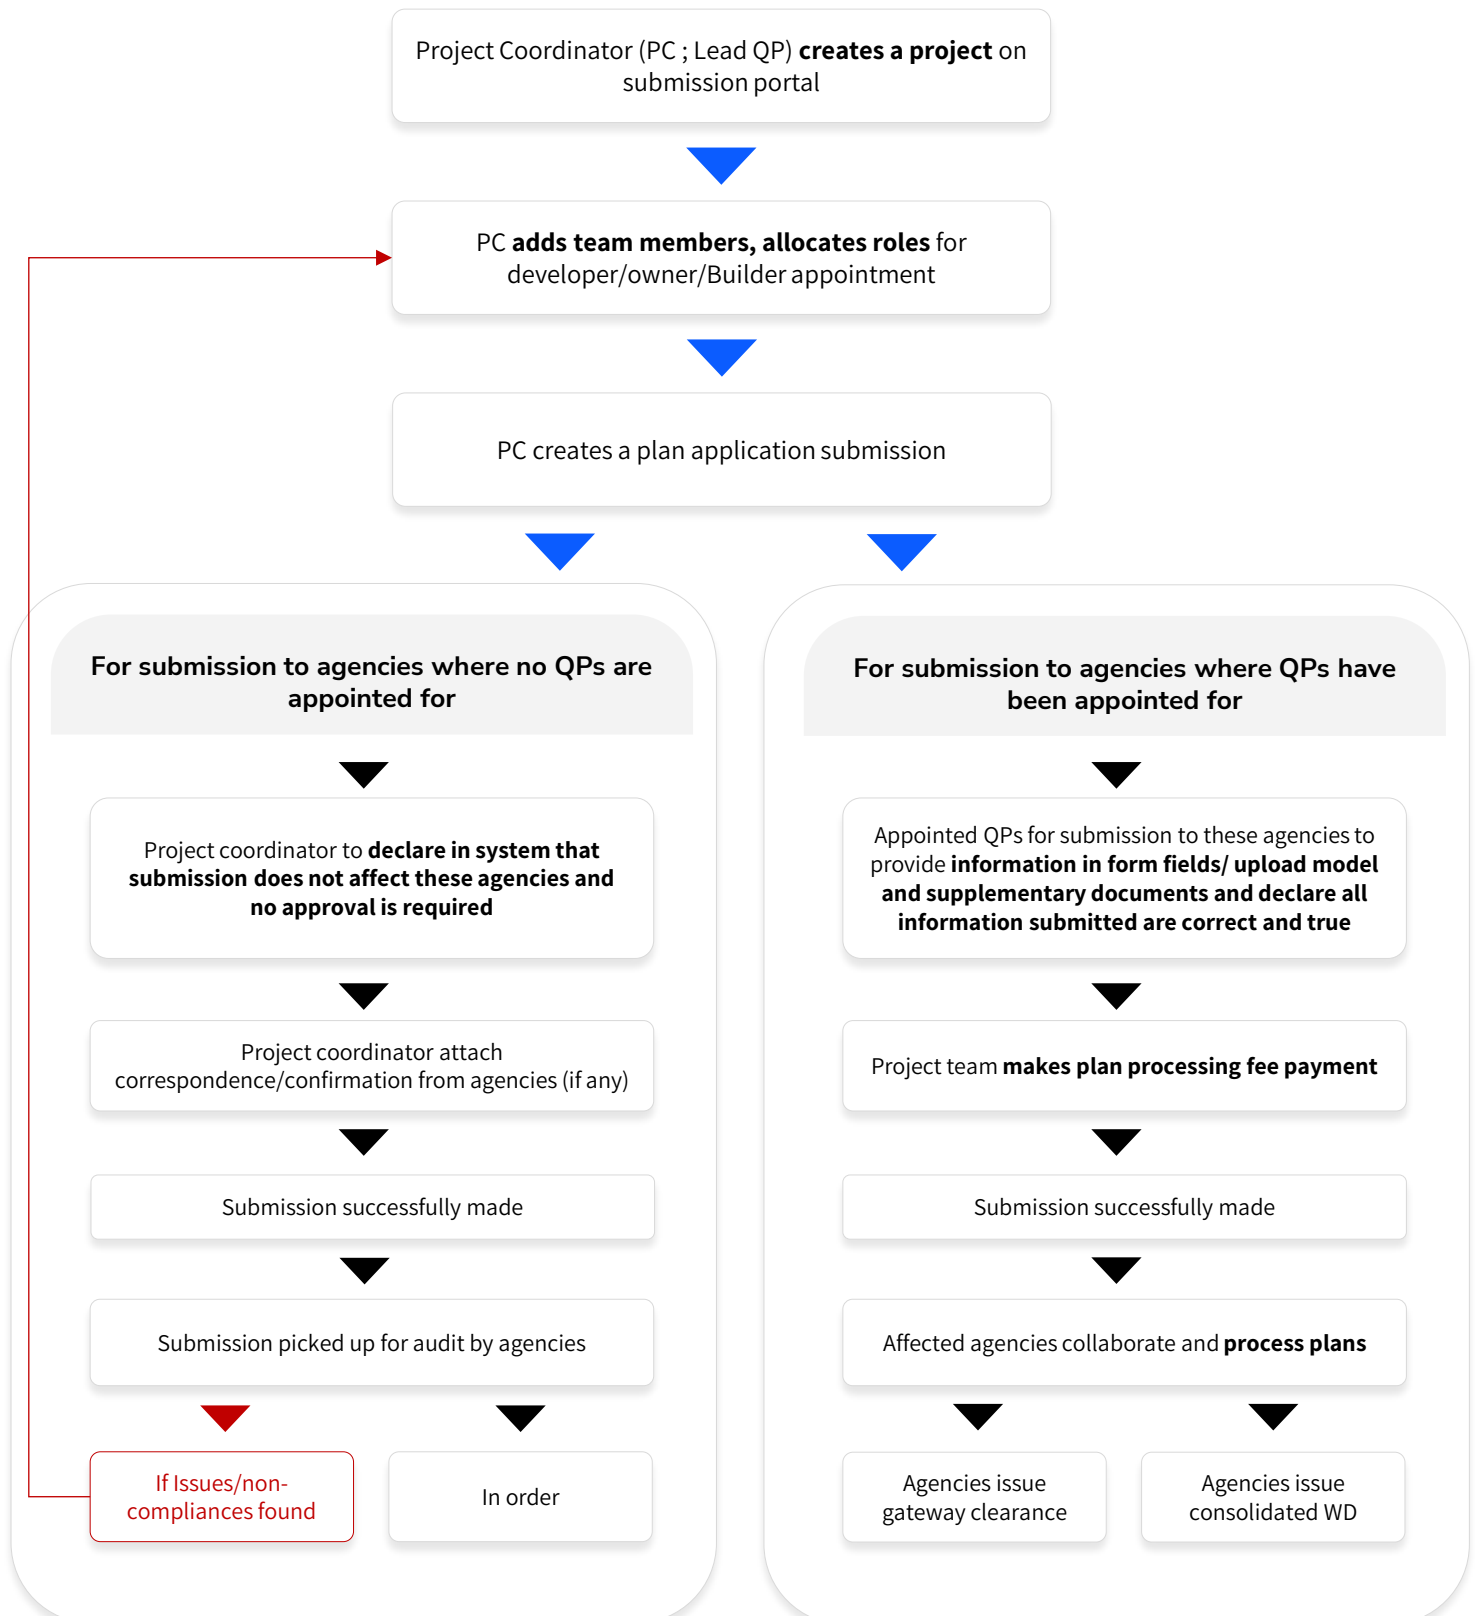 Project Coordinator (PC ; Lead QP) creates a project on
submission portal
PC adds team members, allocates roles for
developer/owner/Builder appointment
PC creates a plan application submission
For submission to agencies where no QPs are
appointed for
Project coordinator to declare in system that
submission does not affect these agencies and
no approval is required
Project coordinator attach
correspondence/confirmation from agencies (if any)
Submission successfully made
Submission picked up for audit by agencies
If Issues/non-
compliances found
In order
For submission to agencies where QPs have
been appointed for
Appointed QPs for submission to these agencies to
provide information in form fields/ upload model
and supplementary documents and declare all
information submitted are correct and true
Project team makes plan processing fee payment
Submission successfully made
Affected agencies collaborate and process plans
Agencies issue
gateway clearance
Agencies issue
consolidated WD